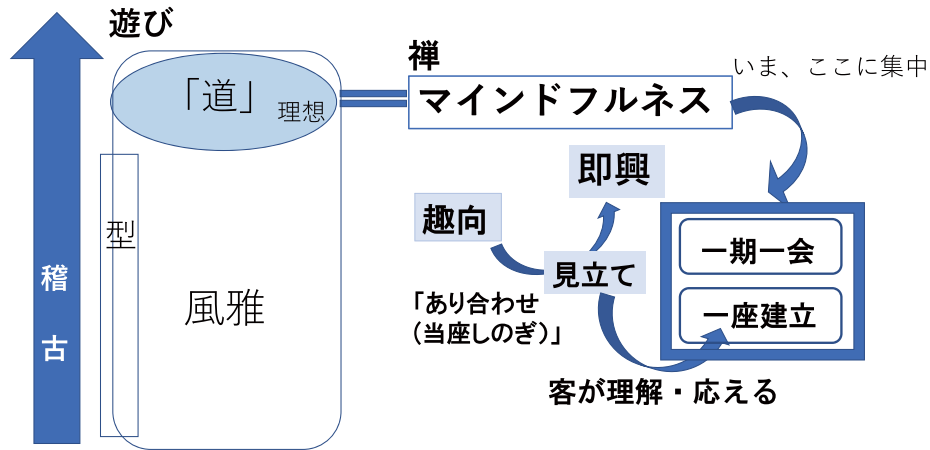 遊び
「道」
理想
型
風雅
稽
古
禅
マインドフルネス
いま、ここに集中
即興
趣向
見立て
「あり合わせ
（当座しのぎ）」
一期一会
一座建立
客が理解・応える